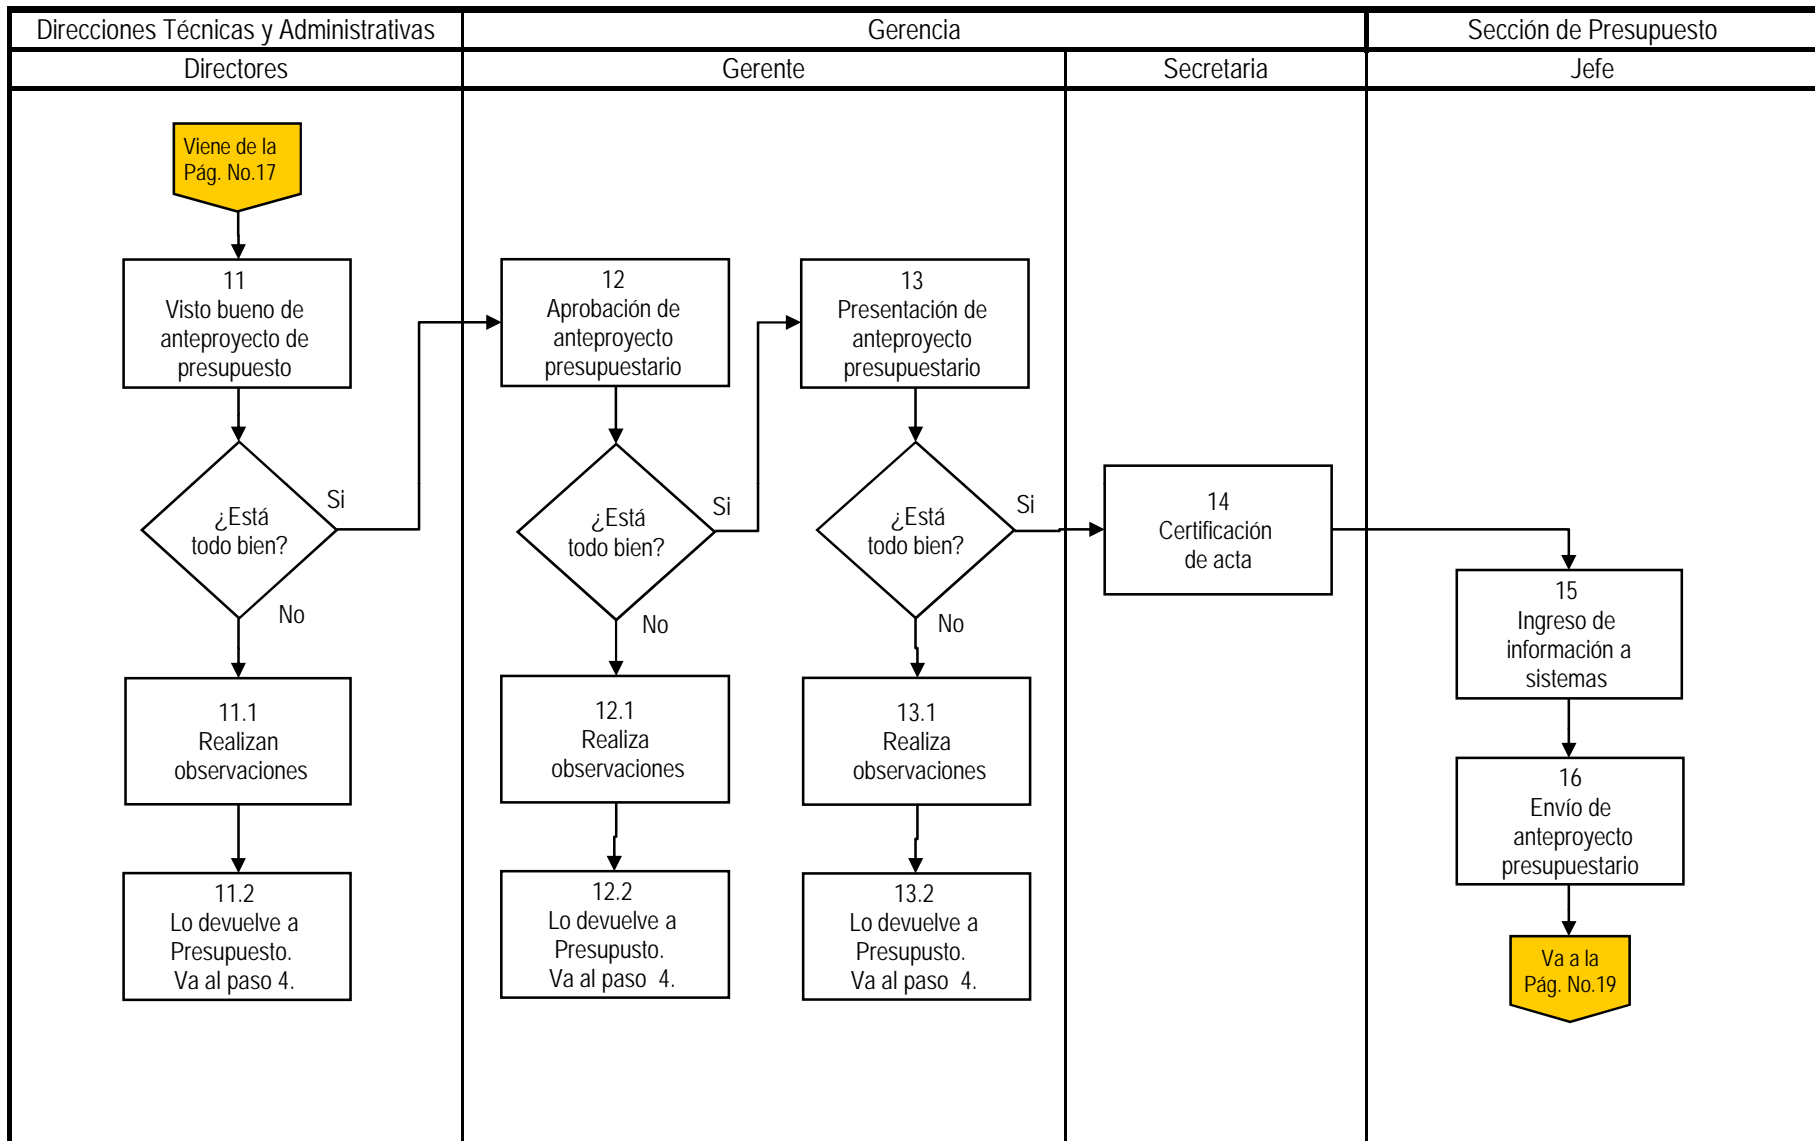 Direcciones Técnicas y Administrativas
Gerencia
Sección de Presupuesto
Directores
Gerente
Secretaria
Jefe
Viene de la
Pág. No.17
11
Visto bueno de
anteproyecto de
presupuesto
¿Está
todo bien?
Si
No
11.1
Realizan
observaciones
11.2
Lo devuelve a
Presupuesto.
Va al paso 4.
12
Aprobación de
anteproyecto
presupuestario
¿Está
todo bien?
Si
No
12.1
Realiza
observaciones
12.2
Lo devuelve a
Presupusto.
Va al paso 4.
13
Presentación de
anteproyecto
presupuestario
¿Está
todo bien?
Si
No
13.1
Realiza
observaciones
13.2
Lo devuelve a
Presupusto.
Va al paso 4.
14
Certificación
de acta
15
Ingreso de
información a
sistemas
16
Envío de
anteproyecto
presupuestario
Va a la
Pág. No.19